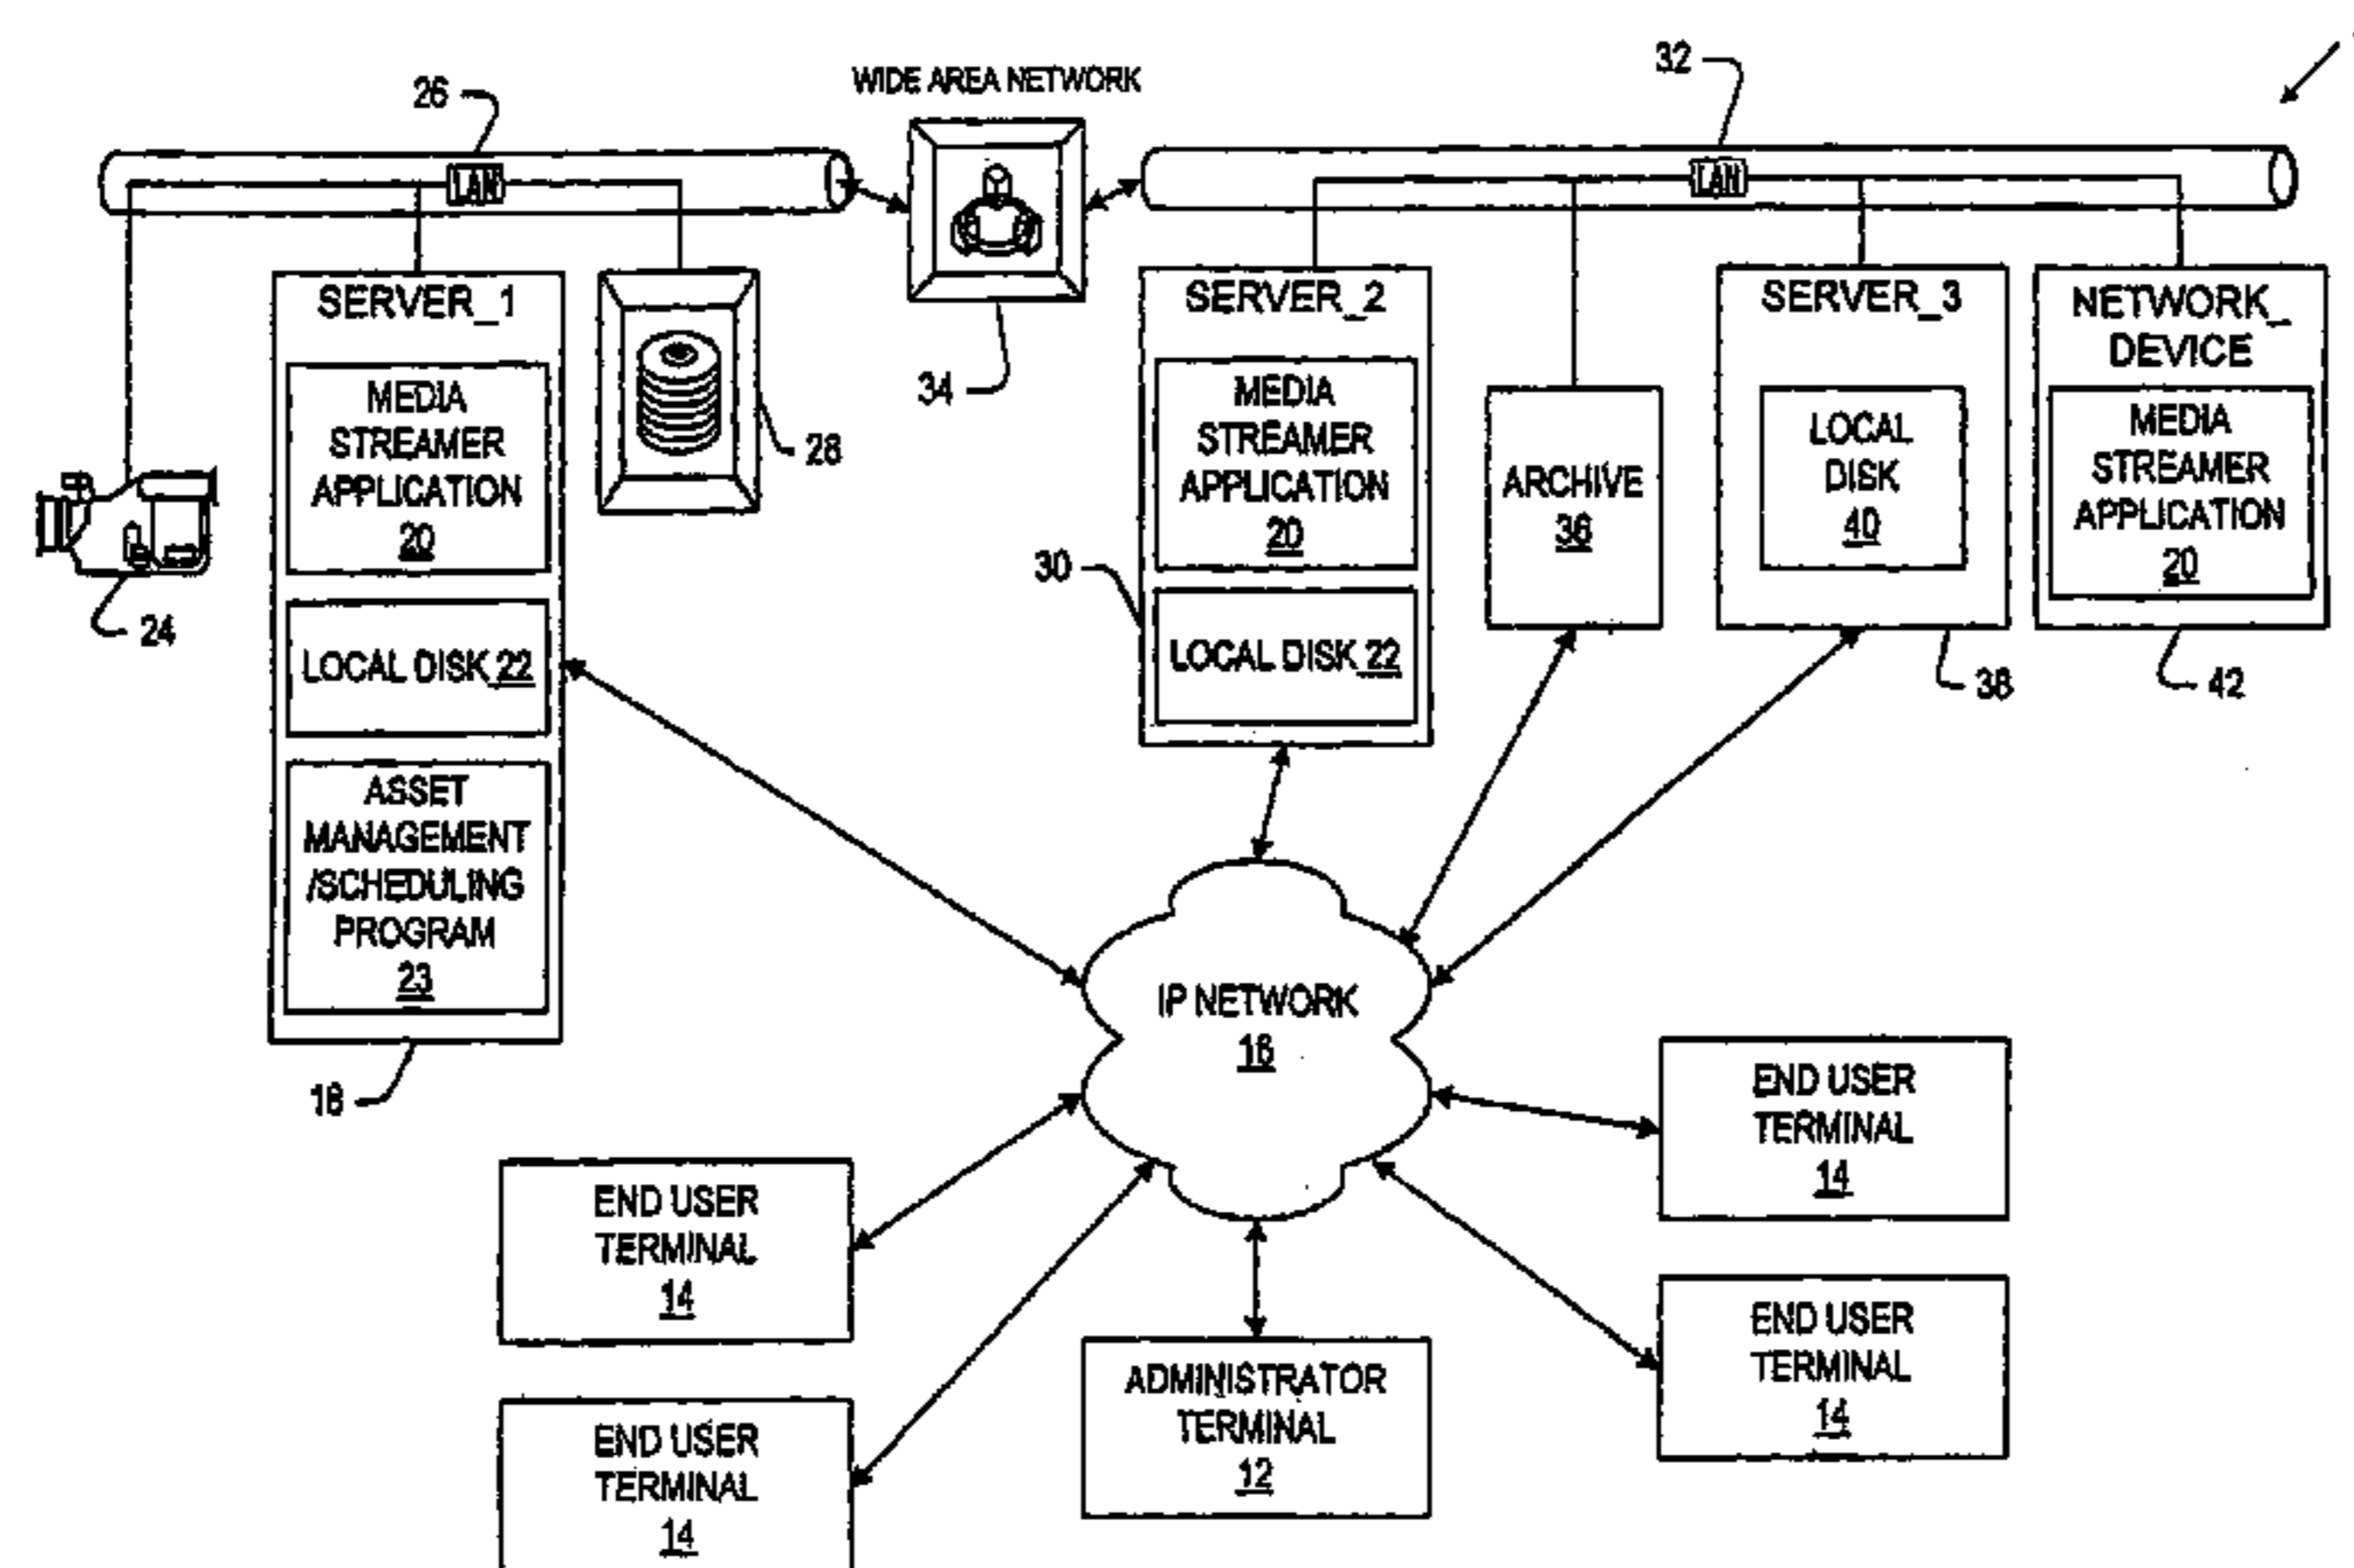 26
WIDE AREA NETWORK
32
LAN
LAN
34
SERVER_1
MEDIA
STREAMER
APPLICATION
20
LOCAL DISK 22
ASSET
MANAGEMENT
/SCHEDULING
PROGRAM
23
18
28
24
SERVER_2
MEDIA
STREAMER
APPLICATION
20
LOCAL DISK 22
30
ARCHIVE
36
SERVER_3
LOCAL
DISK
40
38
NETWORK_
DEVICE
MEDIA
STREAMER
APPLICATION
20
42
IP NETWORK
16
END USER
TERMINAL
14
END USER
TERMINAL
14
ADMINISTRATOR
TERMINAL
12
END USER
TERMINAL
14
END USER
TERMINAL
14